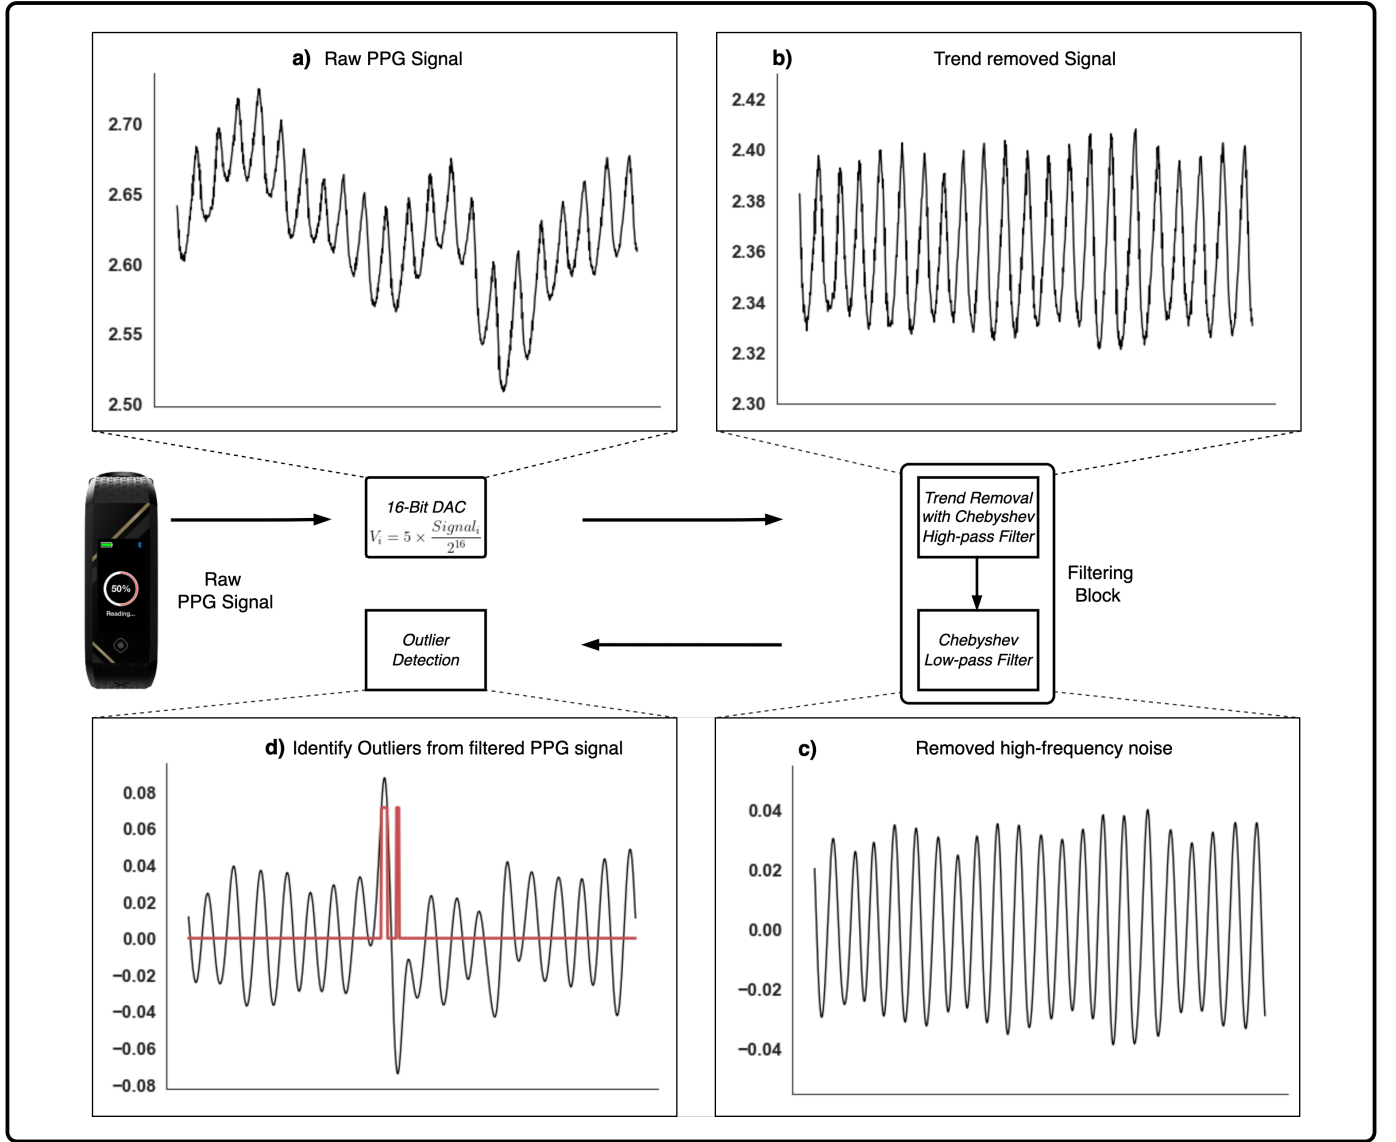 a) Raw PPG Signal
2.70
2.65
2.60
2.55
2.50
b) Trend removed Signal
2.42
2.40
2.38
2.36
2.34
2.32
2.30
50%
Reading...
Raw
PPG Signal
16-Bit DAC
V_i = 5 × Signal_i / 2^16
Trend Removal
with Chebyshev
High-pass Filter
Filtering
Block
Chebyshev
Low-pass Filter
Outlier
Detection
d) Identify Outliers from filtered PPG signal
0.08
0.06
0.04
0.02
0.00
−0.02
−0.04
−0.06
−0.08
c) Removed high-frequency noise
0.04
0.02
0.00
−0.02
−0.04